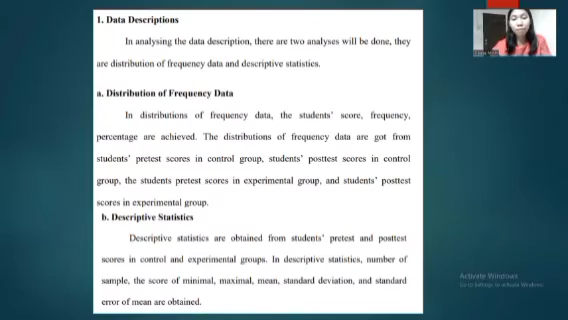 1. Data Descriptions
In analysing the data description, there are two analyses will be done, they
are distribution of frequency data and descriptive statistics.
a. Distribution of Frequency Data
In distributions of frequency data, the students' score, frequency,
percentage are achieved. The distributions of frequency data are got from
students' pretest scores in control group, students' posttest scores in control
group, the students pretest scores in experimental group, and students' posttest
scores in experimental group.
b. Descriptive Statistics
Descriptive statistics are obtained from students' pretest and posttest
scores in control and experimental groups. In descriptive statistics, number of
sample, the score of minimal, maximal, mean, standard deviation, and standard
error of mean are obtained.
Activate Windows
Go to Settings to activate Windows.